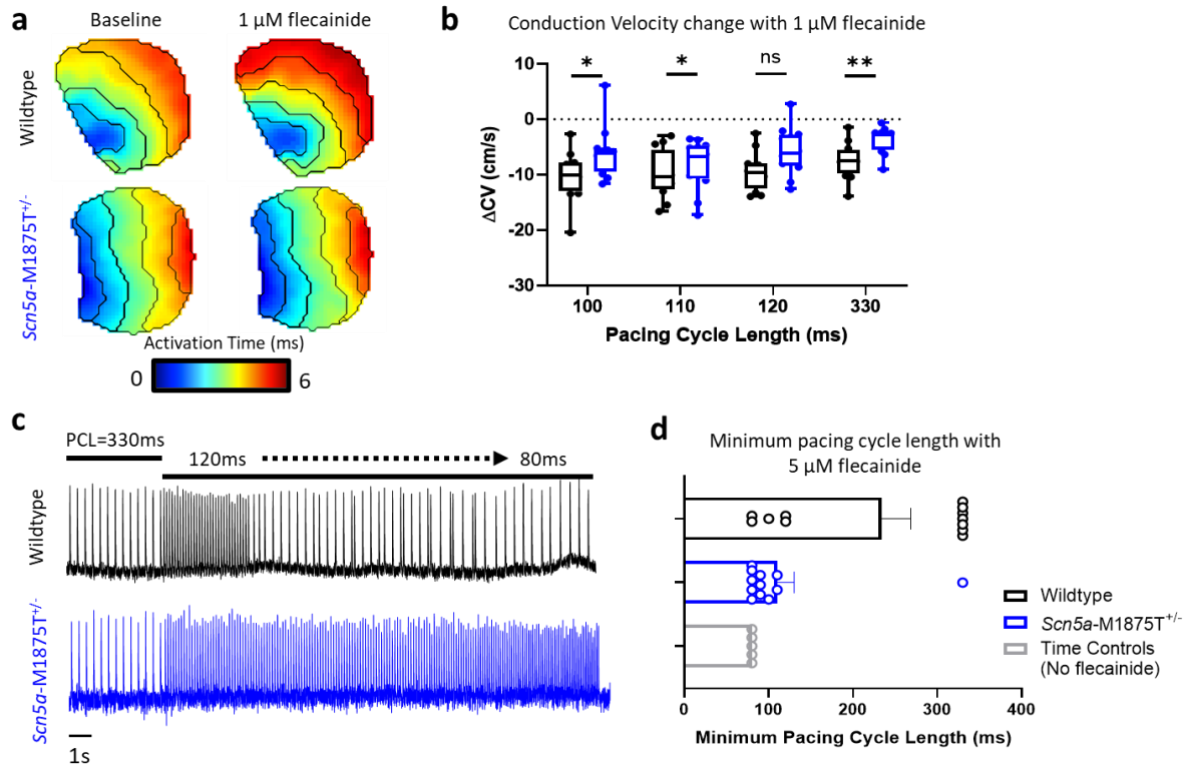 a
Baseline
1 µM flecainide
Wildtype
Scn5a-M1875T+/-
Activation Time (ms)
0
6
b
Conduction Velocity change with 1 µM flecainide
*
*
ns
**
10
0
-10
-20
-30
ΔCV (cm/s)
100
110
120
330
Pacing Cycle Length (ms)
c
PCL=330ms
120ms
80ms
Wildtype
Scn5a-M1875T+/-
1s
d
Minimum pacing cycle length with
5 µM flecainide
Wildtype
Scn5a-M1875T+/-
Time Controls
(No flecainide)
0
100
200
300
400
Minimum Pacing Cycle Length (ms)